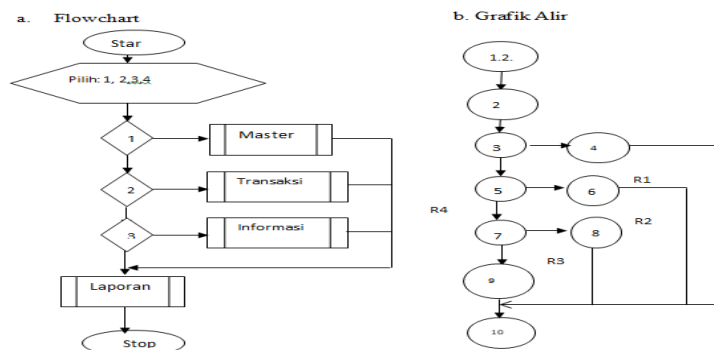 a. Flowchart
Star
Pilih: 1, 2,3,4
1
Master
2
Transaksi
3
Informasi
Laporan
Stop
b. Grafik Alir
1.2.
2
3
4
5
6
R1
R4
7
8
R2
R3
9
10